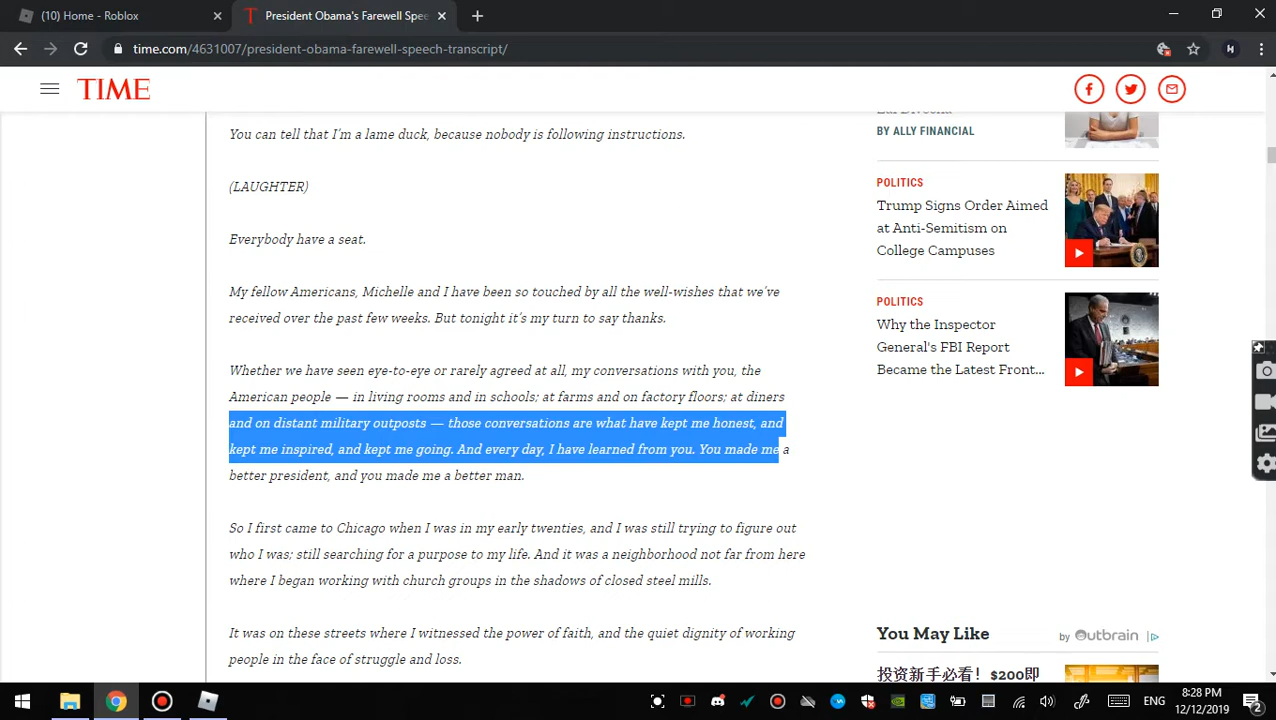 (10) Home - Roblox
President Obama's Farewell Spee
time.com/4631007/president-obama-farewell-speech-transcript/
TIME
You can tell that I'm a lame duck, because nobody is following instructions.
(LAUGHTER)
Everybody have a seat.
My fellow Americans, Michelle and I have been so touched by all the well-wishes that we've
received over the past few weeks. But tonight it's my turn to say thanks.
Whether we have seen eye-to-eye or rarely agreed at all, my conversations with you, the
American people — in living rooms and in schools; at farms and on factory floors; at diners
and on distant military outposts — those conversations are what have kept me honest, and
kept me inspired, and kept me going. And every day, I have learned from you. You made me a
better president, and you made me a better man.
So I first came to Chicago when I was in my early twenties, and I was still trying to figure out
who I was; still searching for a purpose to my life. And it was a neighborhood not far from here
where I began working with church groups in the shadows of closed steel mills.
It was on these streets where I witnessed the power of faith, and the quiet dignity of working
people in the face of struggle and loss.
BY ALLY FINANCIAL
POLITICS
Trump Signs Order Aimed
at Anti-Semitism on
College Campuses
POLITICS
Why the Inspector
General's FBI Report
Became the Latest Front...
You May Like
by Outbrain
投资新手必看！$200即
ENG
8:28 PM
12/12/2019
2